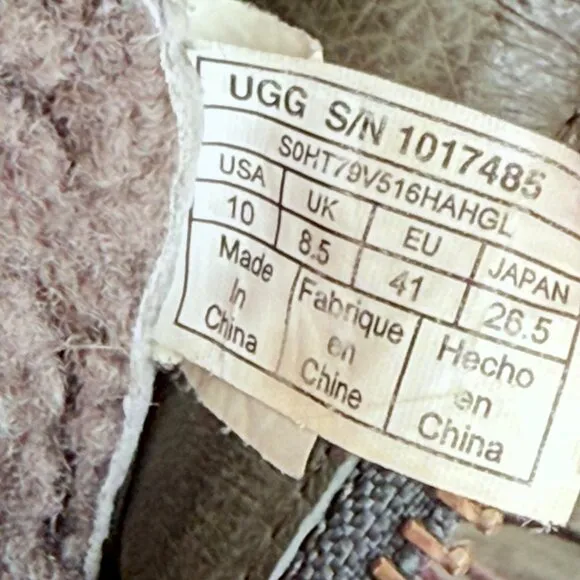 UGG S/N 1017485
S0HT79V516HAHGL
USA UK EU JAPAN
10 8.5 41 26.5
Made Fabrique Hecho
In en en
China Chine China